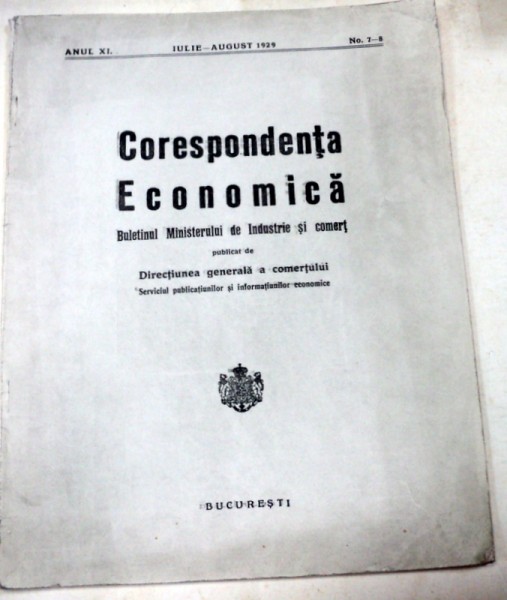 ANUL XI. IULIE—AUGUST 1929 No. 7—8
Corespondenţa
Economică
Buletinul Ministerului de Industrie şi comerţ
publicat de
Direcţiunea generală a comerţului
Serviciul publicaţiunilor şi informaţiunilor economice
BUCUREŞTI